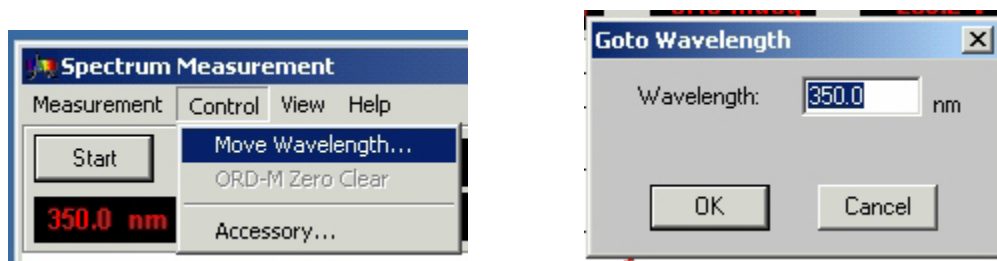 Spectrum Measurement
Measurement Control View Help
Start
Move Wavelength...
ORD-M Zero Clear
350.0 nm
Accessory...
Goto Wavelength
Wavelength: 350.0 nm
OK Cancel